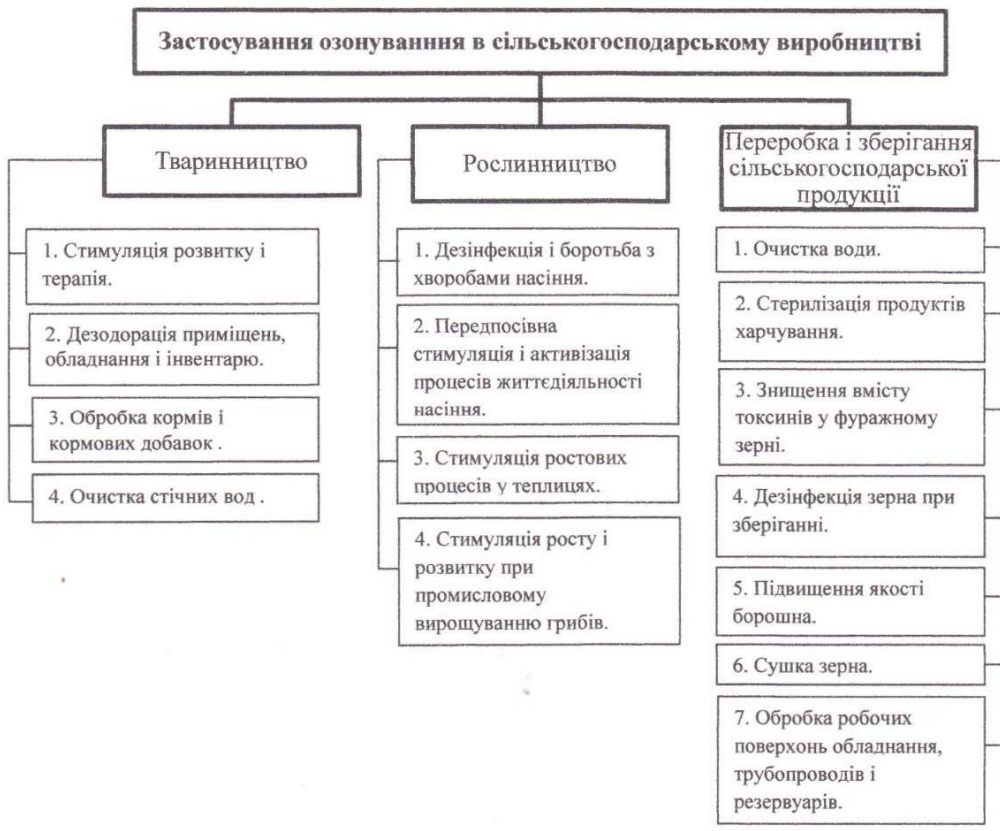 Застосування озонуванння в сільськогосподарському виробництві
Тваринництво
1. Стимуляція розвитку і
терапія.
2. Дезодорація приміщень,
обладнання і інвентарю.
3. Обробка кормів і
кормових добавок .
4. Очистка стічних вод .
Рослинництво
1. Дезінфекція і боротьба з
хворобами насіння.
2. Передпосівна
стимуляція і активізація
процесів життєдіяльності
насіння.
3. Стимуляція ростових
процесів у теплицях.
4. Стимуляція росту і
розвитку при
промисловому
вирощуванню грибів.
Переробка і зберігання
сільськогосподарської
продукції
1. Очистка води.
2. Стерилізація продуктів
харчування.
3. Знищення вмісту
токсинів у фуражному
зерні.
4. Дезінфекція зерна при
зберіганні.
5. Підвищення якості
борошна.
6. Сушка зерна.
7. Обробка робочих
поверхонь обладнання,
трубопроводів і
резервуарів.